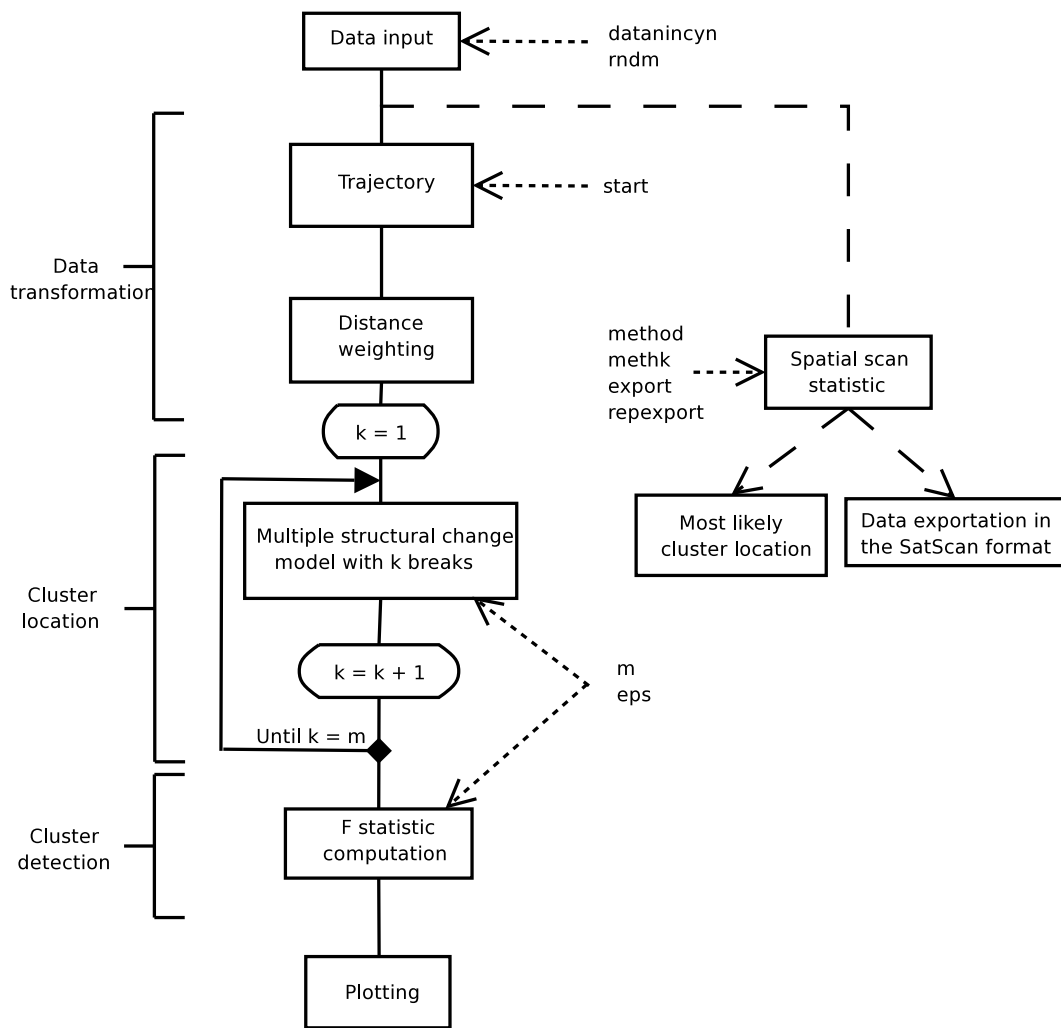 Data input
datanincyn
rndm
Trajectory
start
Data
transformation
Distance
weighting
method
methk
export
repexport
Spatial scan
statistic
k = 1
Most likely
cluster location
Data exportation in
the SatScan format
Multiple structural change
model with k breaks
Cluster
location
k = k + 1
m
eps
Until k = m
Cluster
detection
F statistic
computation
Plotting